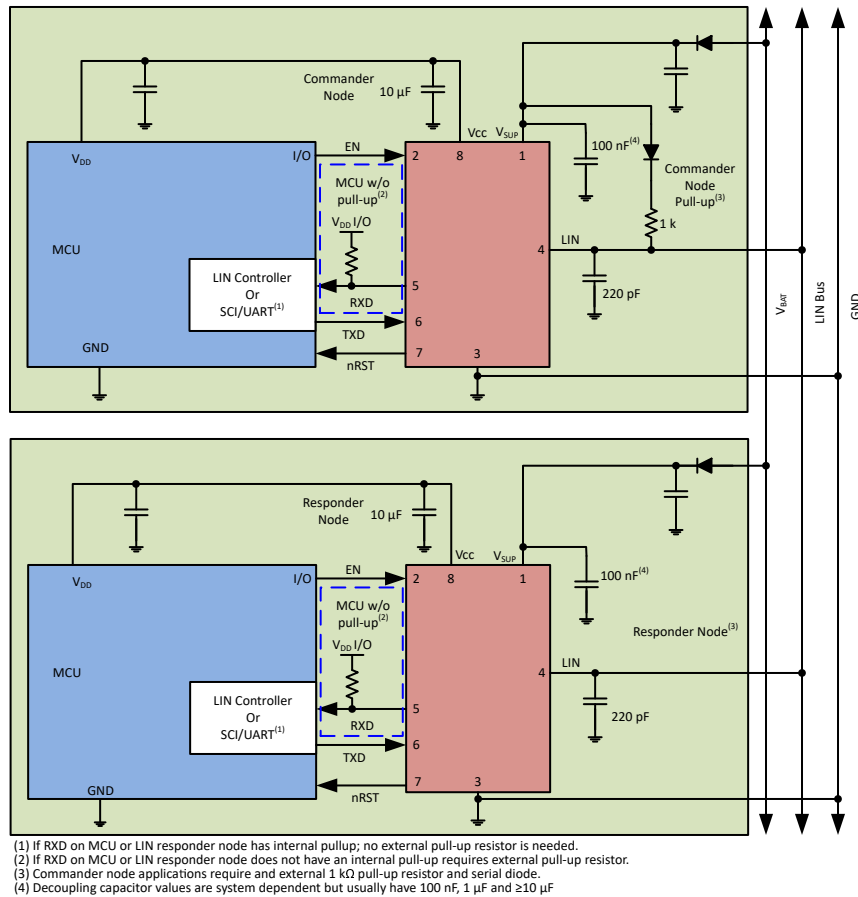 Commander
Node
10 µF
Vcc
VSUP
100 nF(4)
Commander
Node
Pull-up(3)
1 k
VDD
I/O
EN
2
8
1
MCU w/o
pull-up(2)
VDD I/O
MCU
LIN Controller
Or
SCI/UART(1)
RXD
5
TXD
6
nRST
7
GND
3
4
LIN
220 pF
VBAT
LIN Bus
GND
Responder
Node
10 µF
Vcc
VSUP
100 nF(4)
Responder Node(3)
VDD
I/O
EN
2
8
1
MCU w/o
pull-up(2)
VDD I/O
MCU
LIN Controller
Or
SCI/UART(1)
RXD
5
TXD
6
nRST
7
GND
3
4
LIN
220 pF
(1) If RXD on MCU or LIN responder node has internal pullup; no external pull-up resistor is needed.
(2) If RXD on MCU or LIN responder node does not have an internal pull-up requires external pull-up resistor.
(3) Commander node applications require and external 1 kΩ pull-up resistor and serial diode.
(4) Decoupling capacitor values are system dependent but usually have 100 nF, 1 µF and ≥10 µF